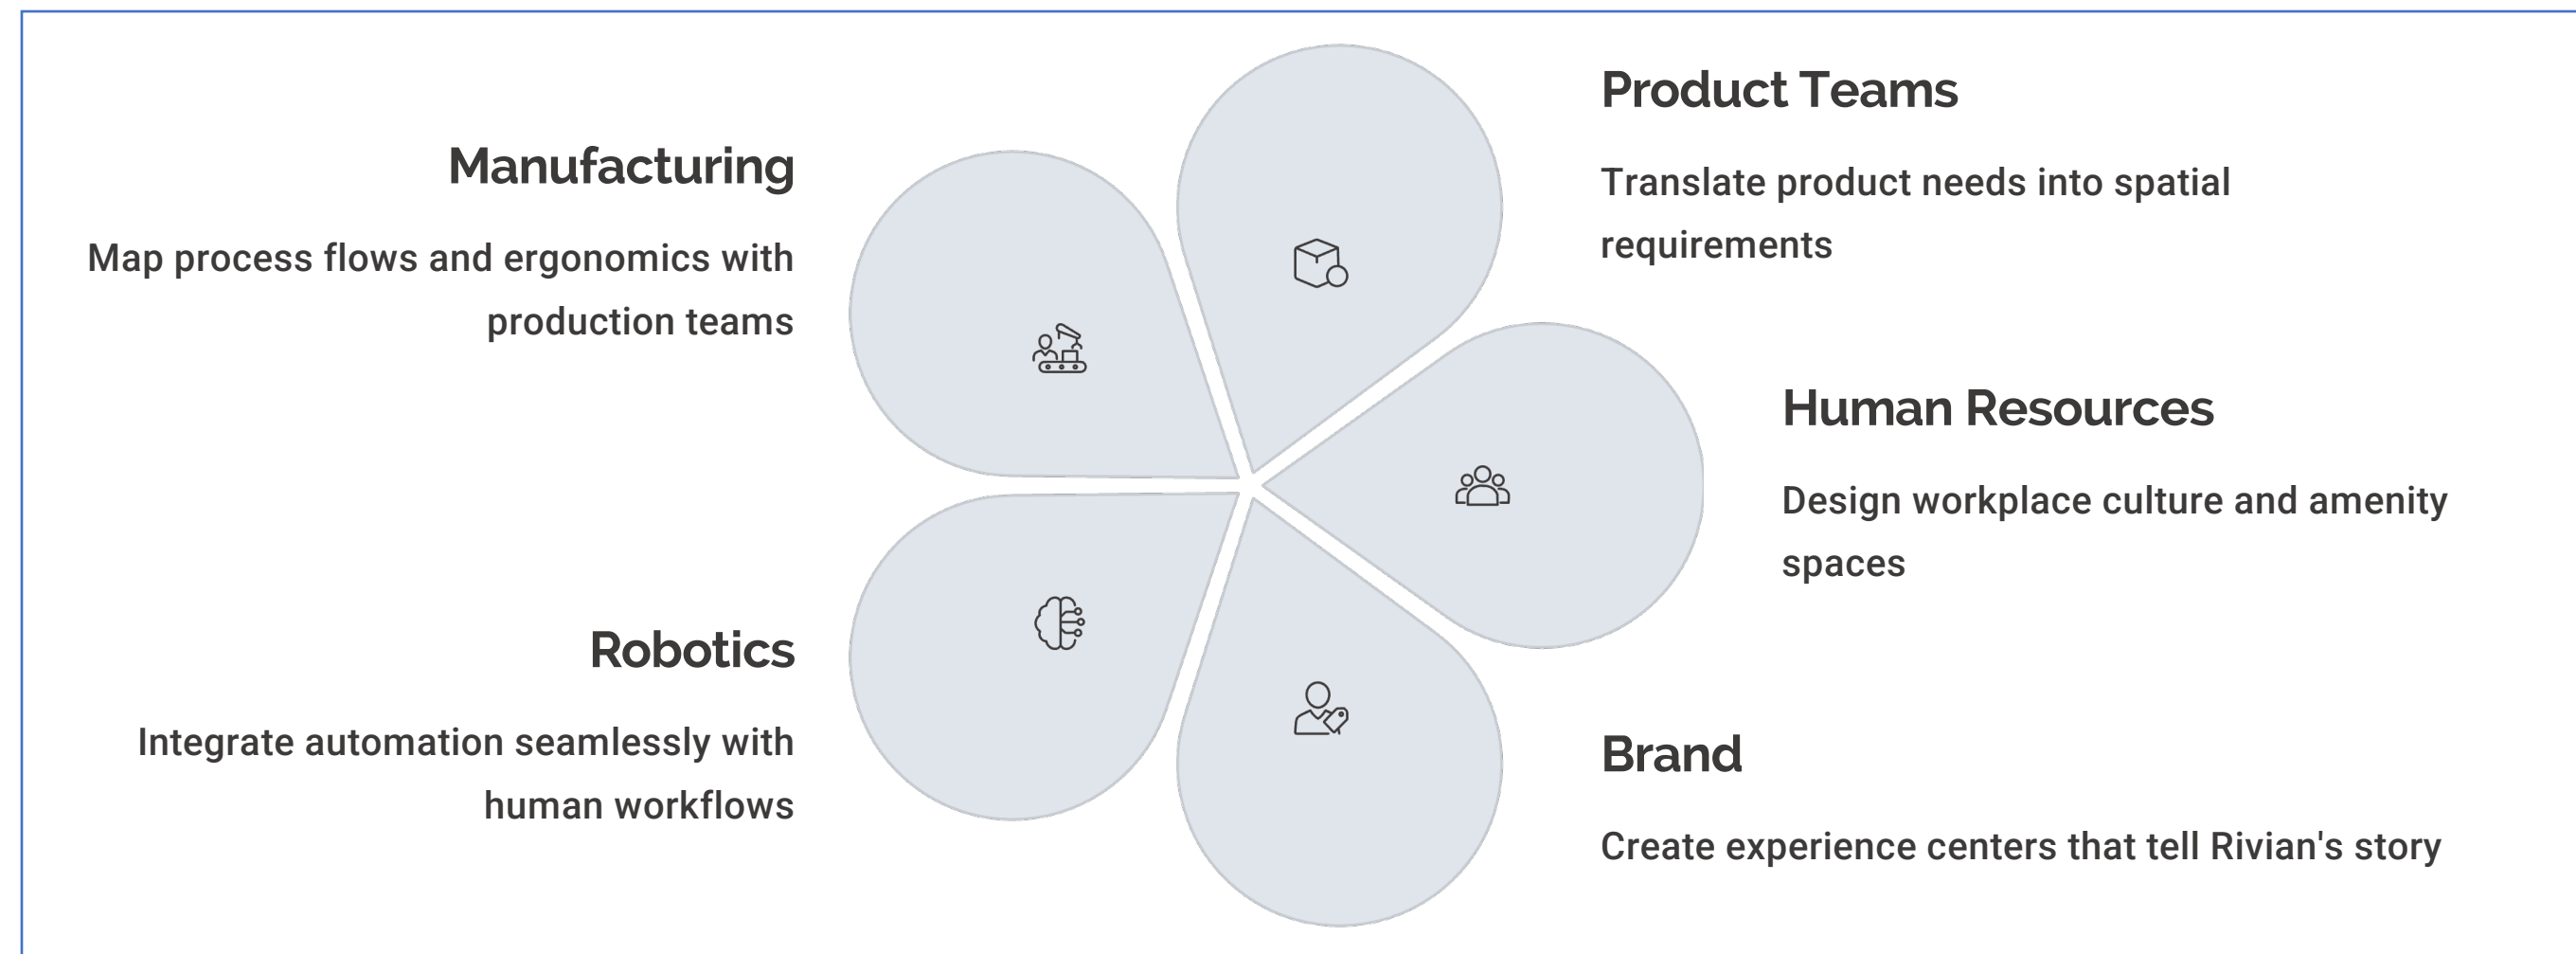 Manufacturing
Map process flows and ergonomics with
production teams
Robotics
Integrate automation seamlessly with
human workflows
Product Teams
Translate product needs into spatial
requirements
Human Resources
Design workplace culture and amenity
spaces
Brand
Create experience centers that tell Rivian's story